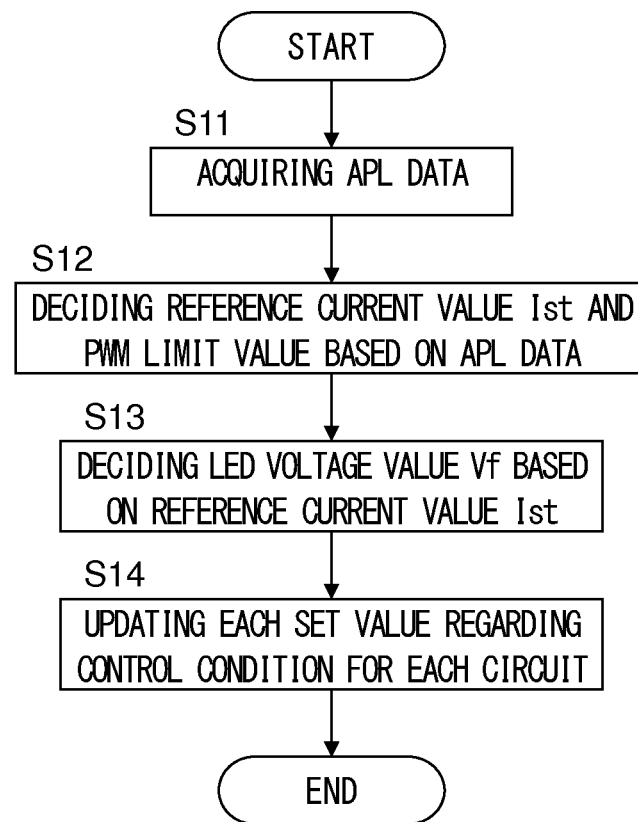 START
S11
ACQUIRING APL DATA
S12
DECIDING REFERENCE CURRENT VALUE Ist AND
PWM LIMIT VALUE BASED ON APL DATA
S13
DECIDING LED VOLTAGE VALUE Vf BASED
ON REFERENCE CURRENT VALUE Ist
S14
UPDATING EACH SET VALUE REGARDING
CONTROL CONDITION FOR EACH CIRCUIT
END